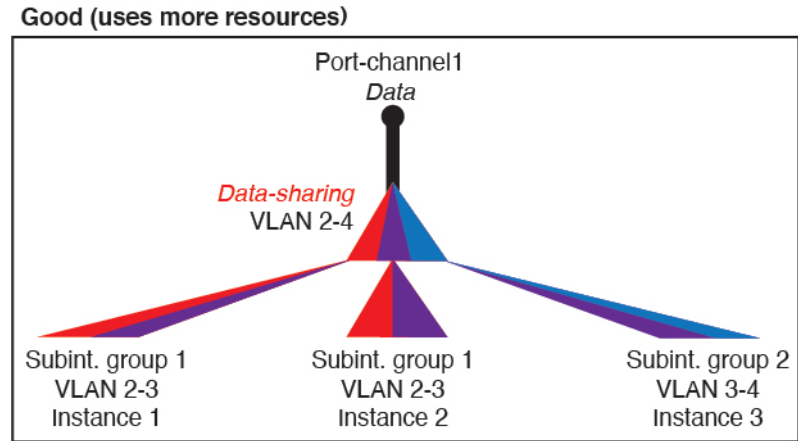 Good (uses more resources)
Port-channel1
Data
Data-sharing
VLAN 2-4
Subint. group 1
VLAN 2-3
Instance 1
Subint. group 1
VLAN 2-3
Instance 2
Subint. group 2
VLAN 3-4
Instance 3